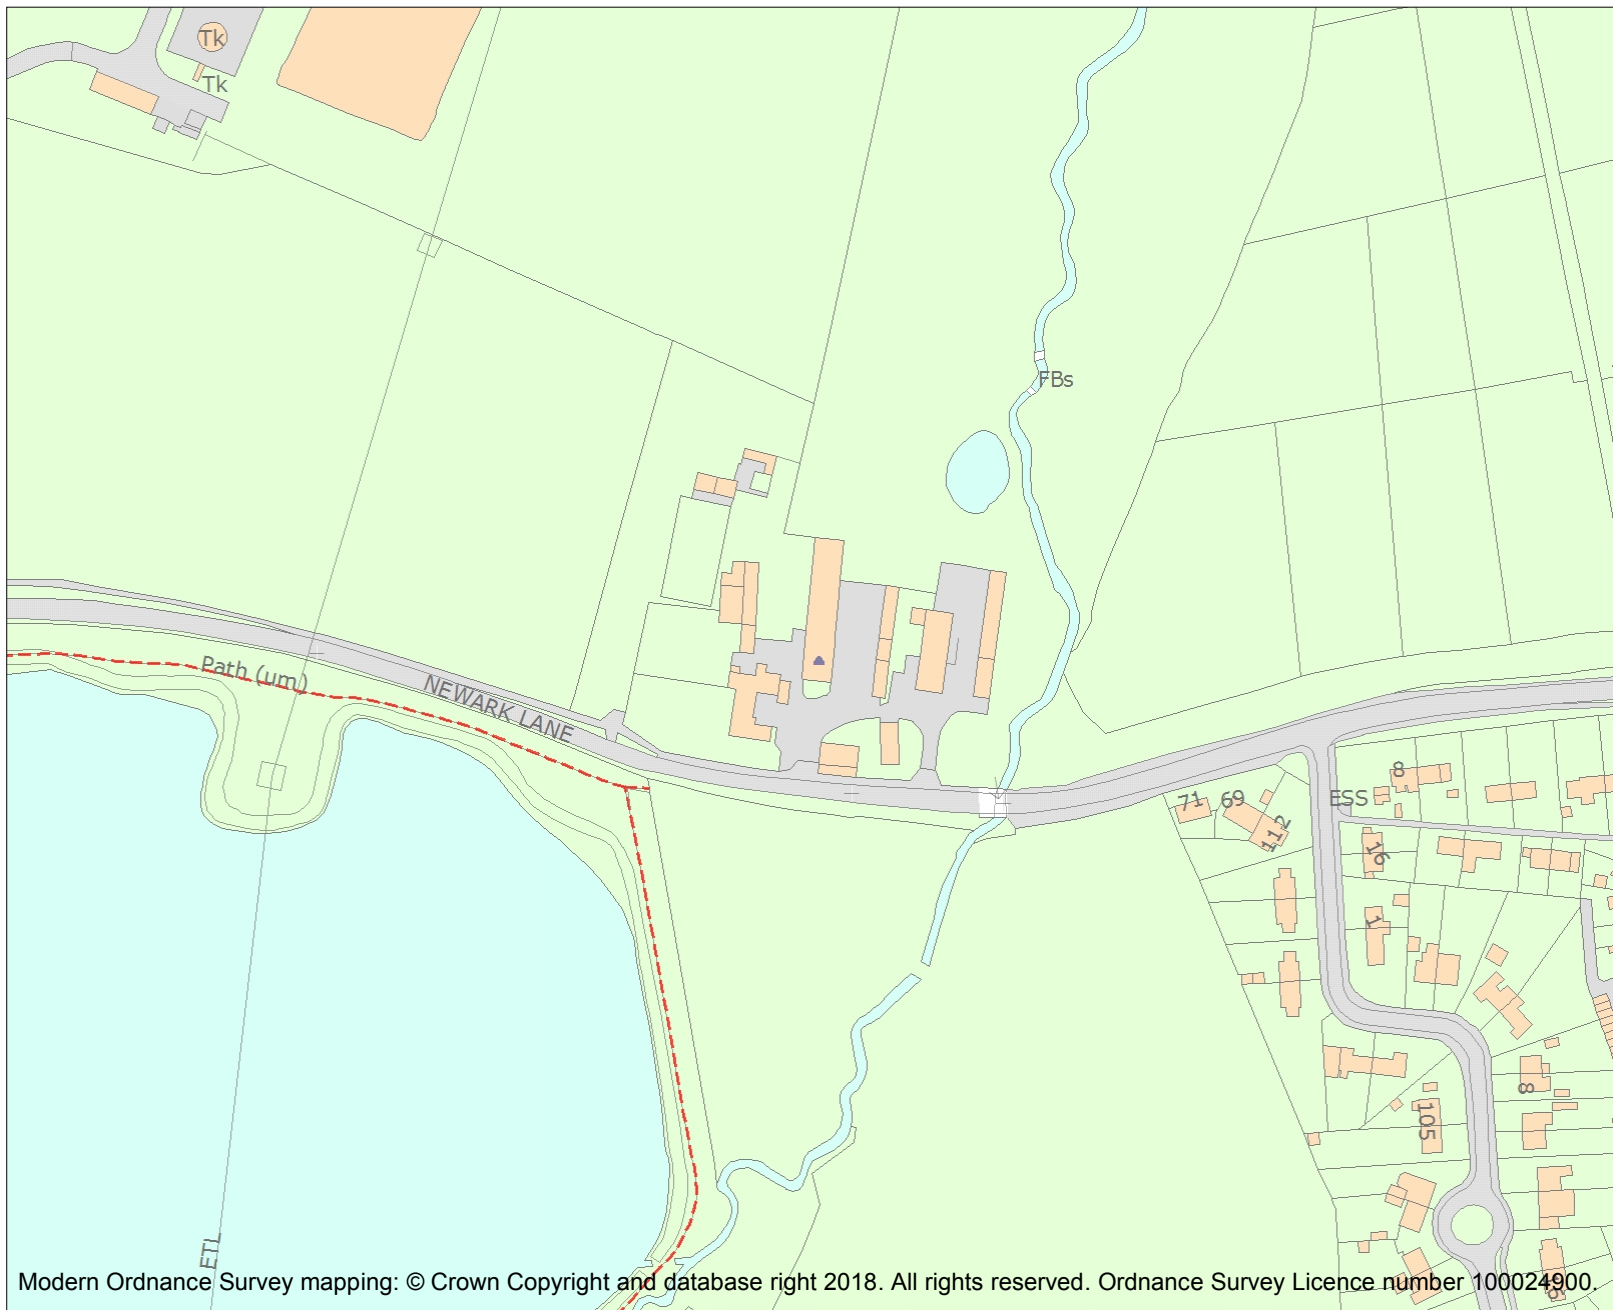 Tk
Tk
FBs
Path (um)
NEWARK LANE
8
71
69
ESS
112
16
1
8
105
ETL
Modern Ordnance Survey mapping: © Crown Copyright and database right 2018. All rights reserved. Ordnance Survey Licence number 100024900.